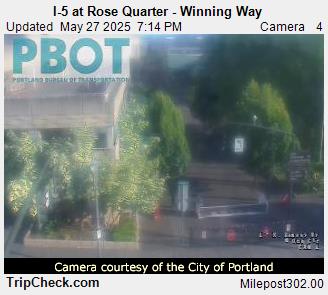 I-5 at Rose Quarter - Winning Way
Updated May 27 2025 7:14 PM Camera 4
PBOT
PORTLAND BUREAU OF TRANSPORTATION
Camera courtesy of the City of Portland
TripCheck.com Milepost302.00